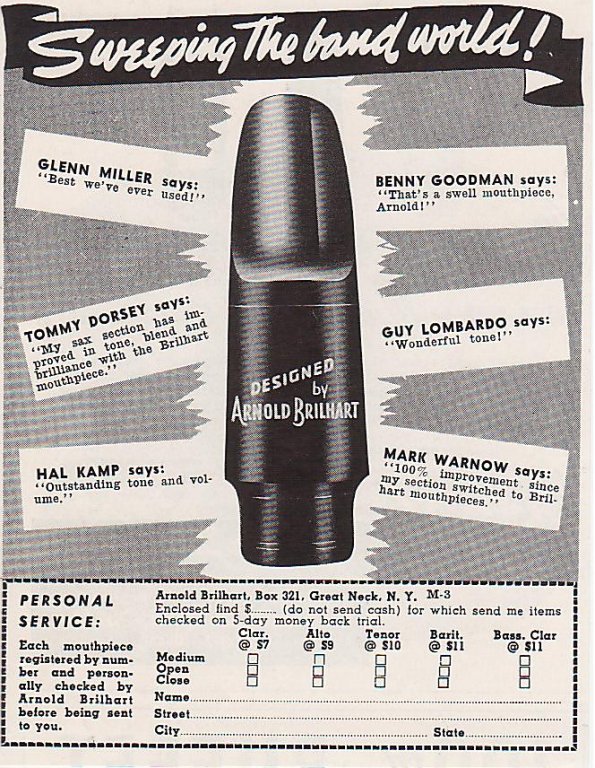 Sweeping The band world!
GLENN MILLER says:
"Best we've ever used!"
BENNY GOODMAN says:
"That's a swell mouthpiece,
Arnold!"
TOMMY DORSEY says:
"My sax section has im-
proved in tone, blend and
brilliance with the Brilhart
mouthpiece."
GUY LOMBARDO says:
"Wonderful tone!"
DESIGNED
by
ARNOLD BRILHART
HAL KAMP says:
"Outstanding tone and vol-
ume."
MARK WARNOW says:
"100% improvement since
my section switched to Bril-
hart mouthpieces."
PERSONAL
SERVICE:
Each mouthpiece
registered by num-
ber and person-
ally checked by
Arnold Brilhart
before being sent
to you.
Arnold Brilhart, Box 321, Great Neck, N. Y. M-3
Enclosed find $........ (do not send cash) for which send me items
checked on 5-day money back trial.
Clar. Alto Tenor Barit. Bass. Clar
@ $7 @ $9 @ $10 @ $11 @ $11
Medium
Open
Close
Name
Street
City State